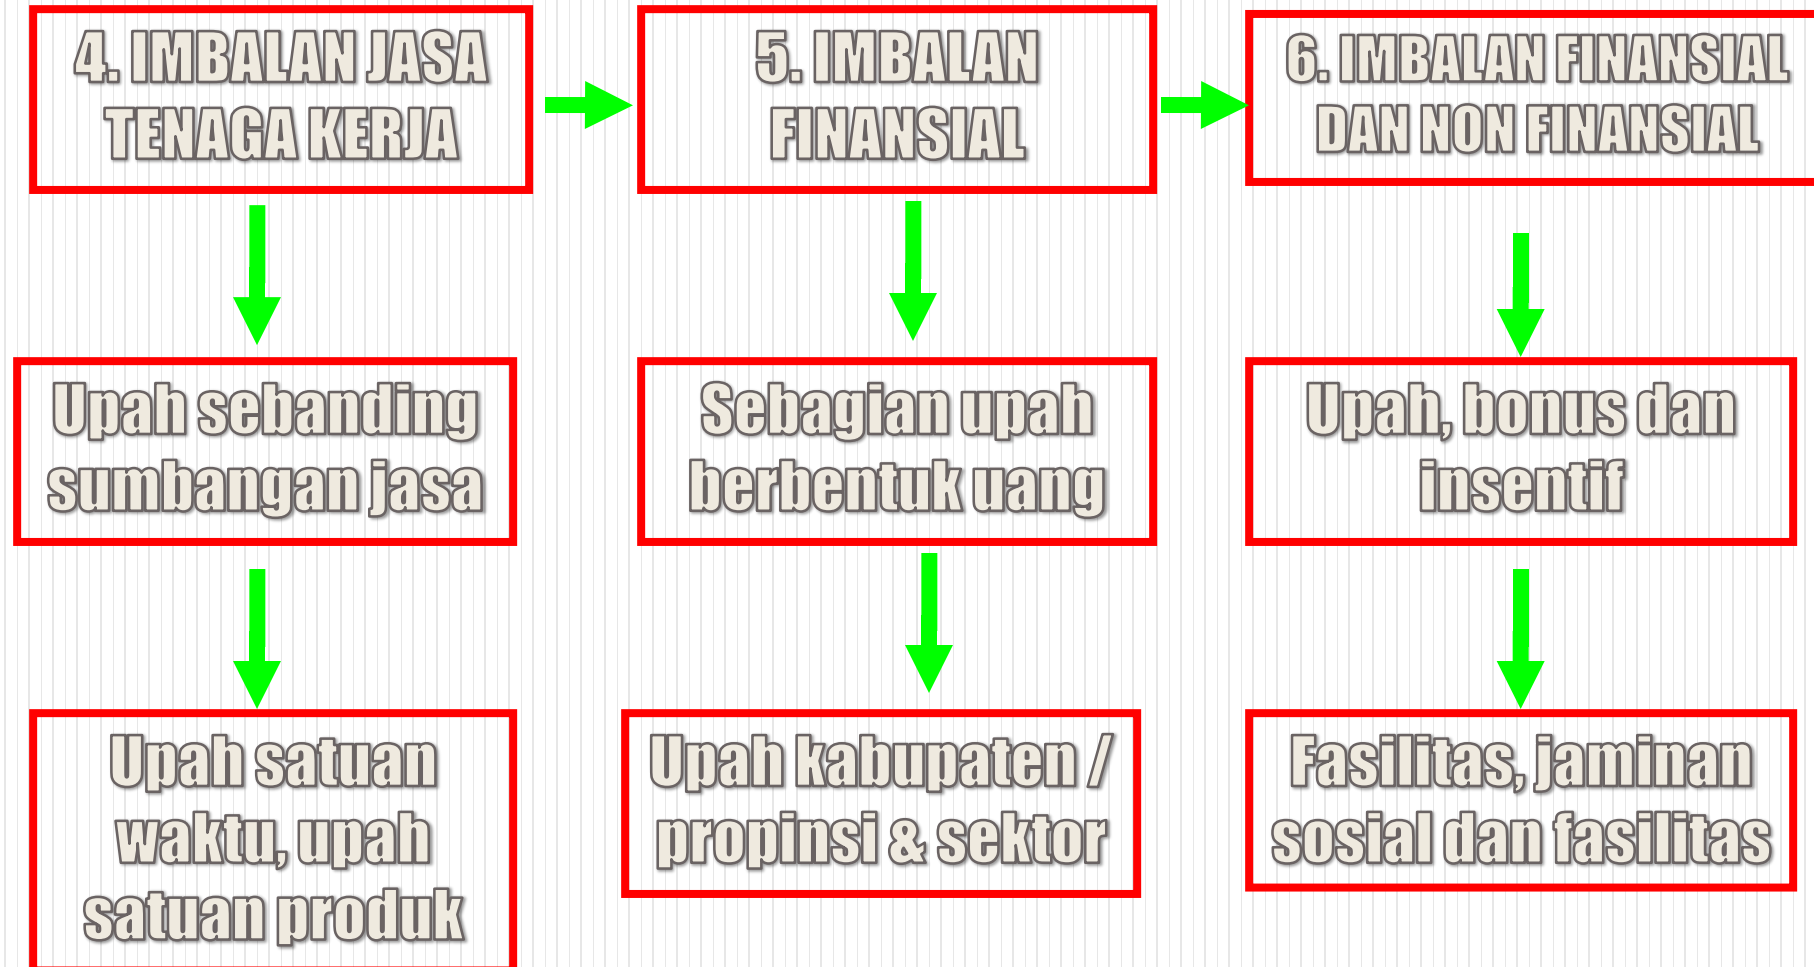 4. IMBALAN JASA
TENAGA KERJA
5. IMBALAN
FINANSIAL
6. IMBALAN FINANSIAL
DAN NON FINANSIAL
Upah sebanding
sumbangan jasa
Sebagian upah
berbentuk uang
Upah, bonus dan
insentif
Upah satuan
waktu, upah
satuan produk
Upah kabupaten /
propinsi & sektor
Fasilitas, jaminan
sosial dan fasilitas